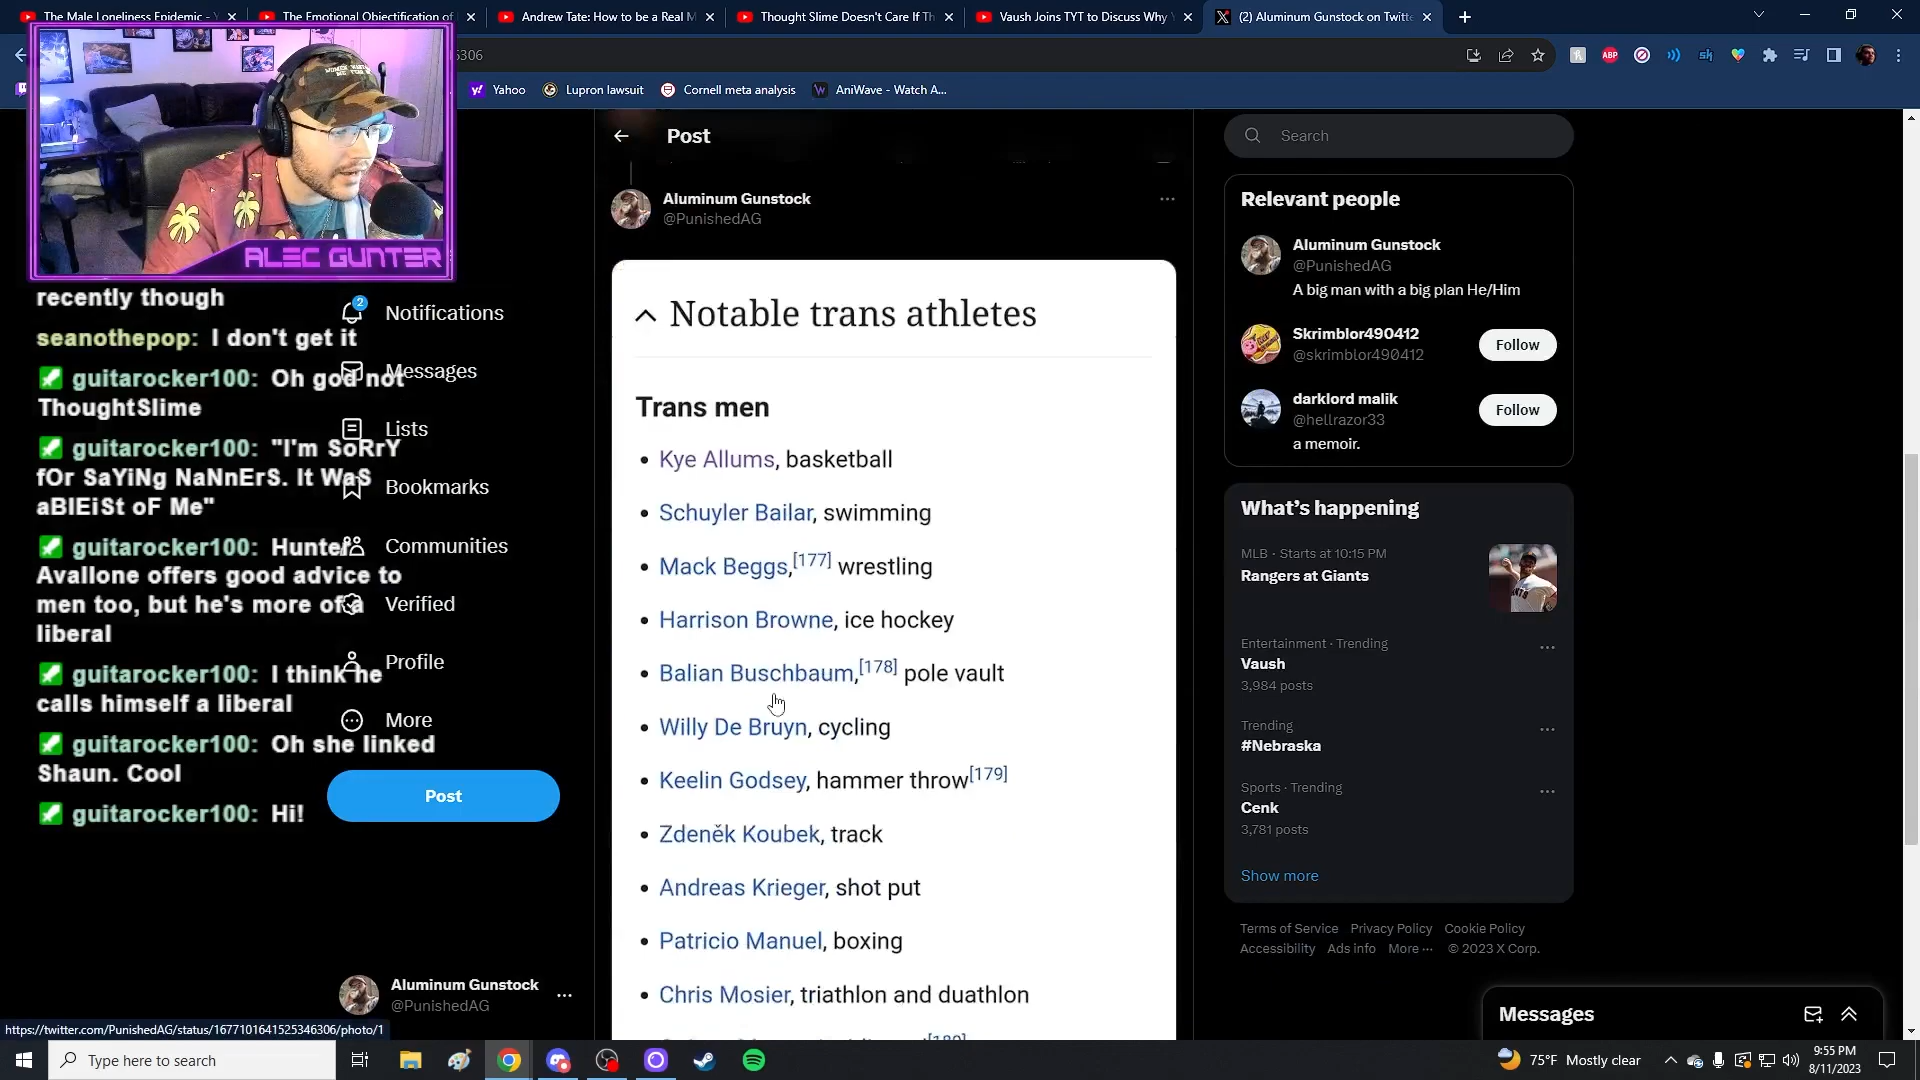 The Male Loneliness Epidemic - Y
The Emotional Objectification of
Andrew Tate: How to be a Real M
Thought Slime Doesn't Care If Th
Vaush Joins TYT to Discuss Why Y
(2) Aluminum Gunstock on Twitte
5306
Yahoo
Lupron lawsuit
Cornell meta analysis
AniWave - Watch A...
ALEC GUNTER
recently though
seanothepop: I don't get it
guitarocker100: Oh god not
ThoughtSlime
guitarocker100: "I'm SoRrY
fOr SaYiNg NaNnErS. It WaS
aBlEiSt oF Me"
guitarocker100: Hunter
Avallone offers good advice to
men too, but he's more of a
liberal
guitarocker100: I think he
calls himself a liberal
guitarocker100: Oh she linked
Shaun. Cool
guitarocker100: Hi!
2
Notifications
Messages
Lists
Bookmarks
Communities
Verified
Profile
More
Post
Aluminum Gunstock
@PunishedAG
Post
Aluminum Gunstock
@PunishedAG
Notable trans athletes
Trans men
• Kye Allums, basketball
• Schuyler Bailar, swimming
• Mack Beggs,[177] wrestling
• Harrison Browne, ice hockey
• Balian Buschbaum,[178] pole vault
• Willy De Bruyn, cycling
• Keelin Godsey, hammer throw[179]
• Zdeněk Koubek, track
• Andreas Krieger, shot put
• Patricio Manuel, boxing
• Chris Mosier, triathlon and duathlon
Search
Relevant people
Aluminum Gunstock
@PunishedAG
A big man with a big plan He/Him
Skrimblor490412
@skrimblor490412
Follow
darklord malik
@hellrazor33
Follow
a memoir.
What's happening
MLB · Starts at 10:15 PM
Rangers at Giants
Entertainment · Trending
Vaush
3,984 posts
Trending
#Nebraska
Sports · Trending
Cenk
3,781 posts
Show more
Terms of Service Privacy Policy Cookie Policy
Accessibility Ads info More ··· © 2023 X Corp.
Messages
https://twitter.com/PunishedAG/status/1677101641525346306/photo/1
Type here to search
75°F Mostly clear
9:55 PM
8/11/2023